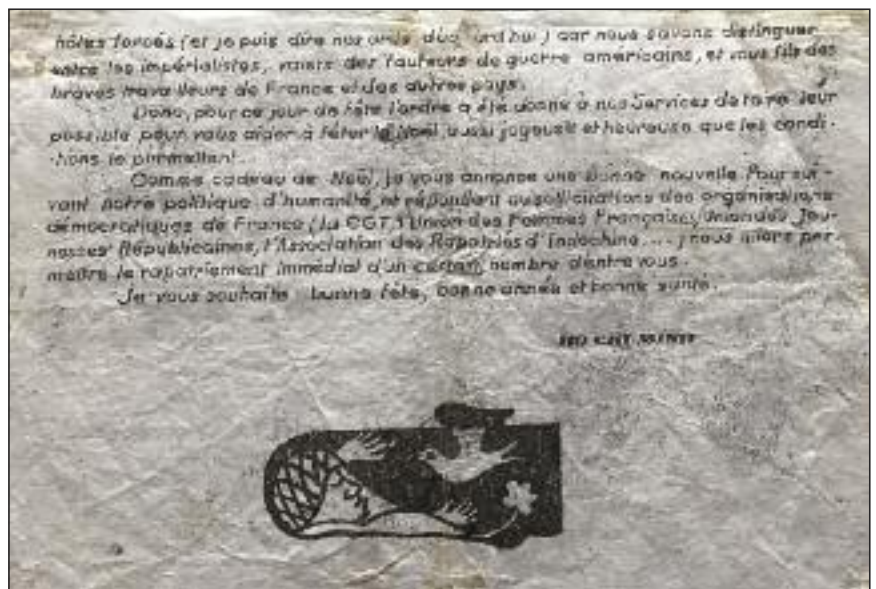 hôtes forcés (et je puis dire nos amis d'aujourd'hui) car nous savons distinguer
entre les impérialistes, valets des fauteurs de guerre américains, et vous fils des
braves travailleurs de France et des autres pays.
Donc, pour ce jour de fête l'ordre a été donné à nos Services de faire leur
possible pour vous aider à fêter le Noël, aussi joyeuse et heureuse que les condi-
tions le permettent.
Comme cadeau de Noël, je vous annonce une bonne nouvelle Poursui-
vant notre politique d'humanité, et répondant aux sollicitations des organisations
démocratiques de France (la CGT, l'Union des Femmes Françaises, Union des Jeu-
nesses Républicaines, l'Association des Rapatriés d'Indochine....) nous allons per-
mettre le rapatriement immédiat d'un certain nombre d'entre vous.
Je vous souhaite bonne fête, bonne année et bonne santé.
HO CHI MINH